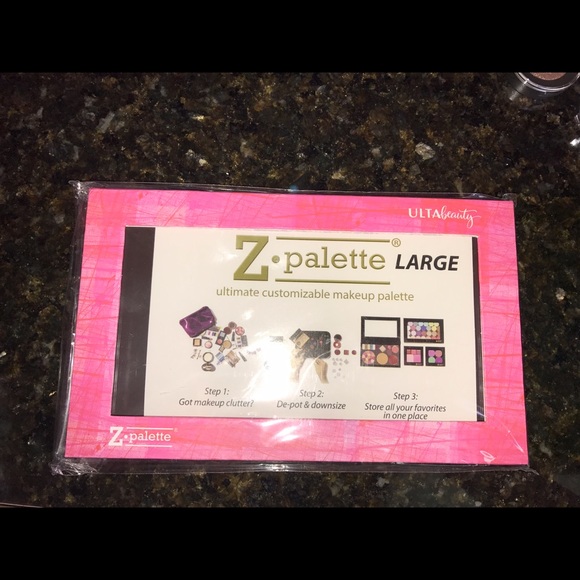 ULTAbeauty
Z•palette® LARGE
ultimate customizable makeup palette
Step 1:
Got makeup clutter?
Step 2:
De-pot & downsize
Step 3:
Store all your favorites
in one place
Z•palette®